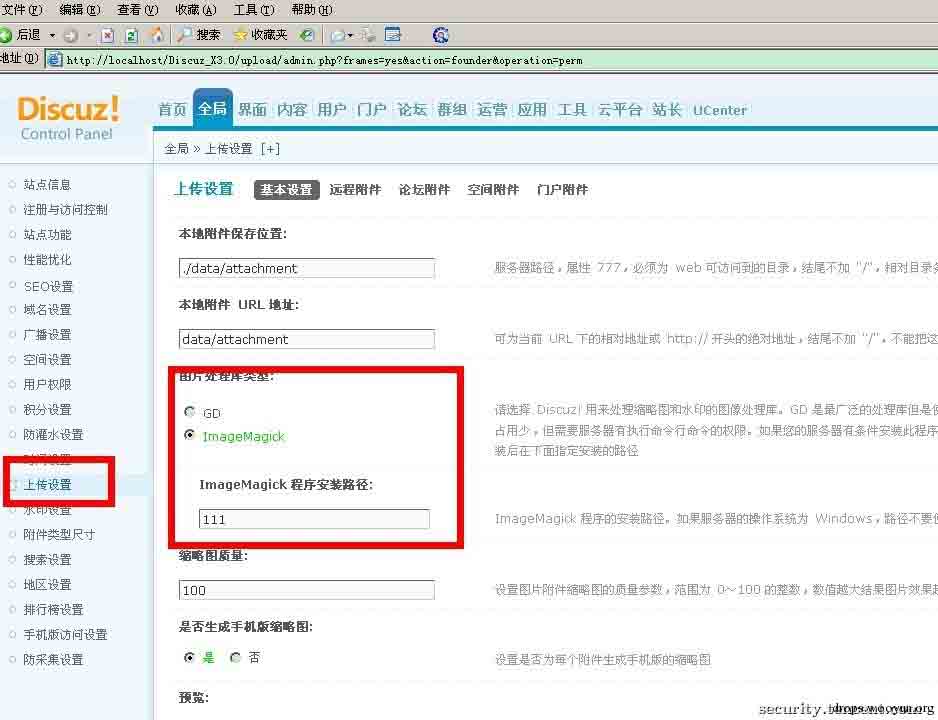 文件(F) 编辑(E) 查看(V) 收藏(A) 工具(T) 帮助(H)
后退 搜索 收藏夹
地址(D) http://localhost/Discuz_X3.0/upload/admin.php?frames=yes&action=founder&operation=perm
Discuz!
Control Panel
首页 全局 界面 内容 用户 门户 论坛 群组 运营 应用 工具 云平台 站长 UCenter
全局 » 上传设置 [+]
站点信息
注册与访问控制
站点功能
性能优化
SEO设置
域名设置
广播设置
空间设置
用户权限
积分设置
防灌水设置
时间设置
上传设置
水印设置
附件类型尺寸
搜索设置
地区设置
排行榜设置
手机版访问设置
防采集设置
上传设置 基本设置 远程附件 论坛附件 空间附件 门户附件
本地附件保存位置:
./data/attachment
服务器路径，属性 777，必须为 web 可访问到的目录，结尾不加 "/"，相对目录务
本地附件 URL 地址:
data/attachment
可为当前 URL 下的相对地址或 http:// 开头的绝对地址，结尾不加 "/"，不能把这
图片处理库类型:
GD
ImageMagick
请选择 Discuz! 用来处理缩略图和水印的图像处理库。GD 是最广泛的处理库但是使
占用少，但需要服务器有执行命令行命令的权限。如果您的服务器有条件安装此程序
装后在下面指定安装的路径
ImageMagick 程序安装路径:
111
ImageMagick 程序的安装路径。如果服务器的操作系统为 Windows，路径不要使
缩略图质量:
100
设置图片附件缩略图的质量参数，范围为 0～100 的整数，数值越大结果图片效果越
是否生成手机版缩略图:
是 否
设置是否为每个附件生成手机版的缩略图
预览: